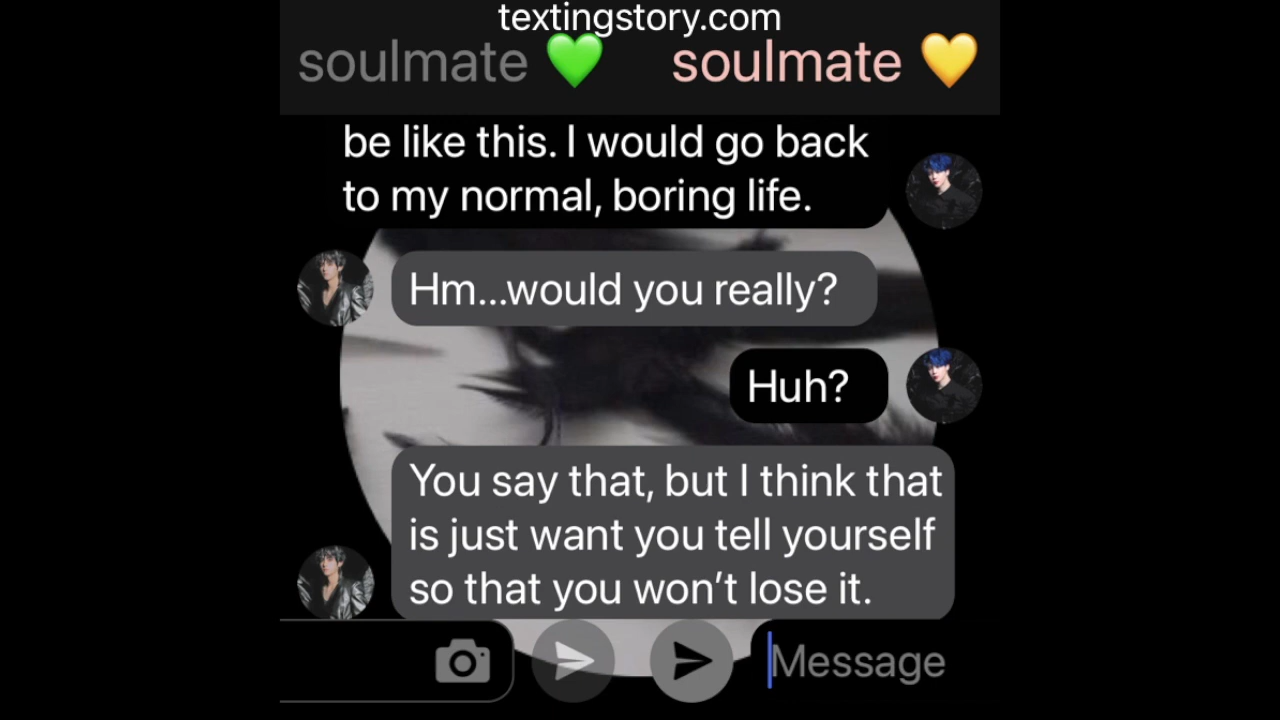 textingstory.com
soulmate 💚 soulmate 💛
be like this. I would go back
to my normal, boring life.
Hm...would you really?
Huh?
You say that, but I think that
is just want you tell yourself
so that you won’t lose it.
Message